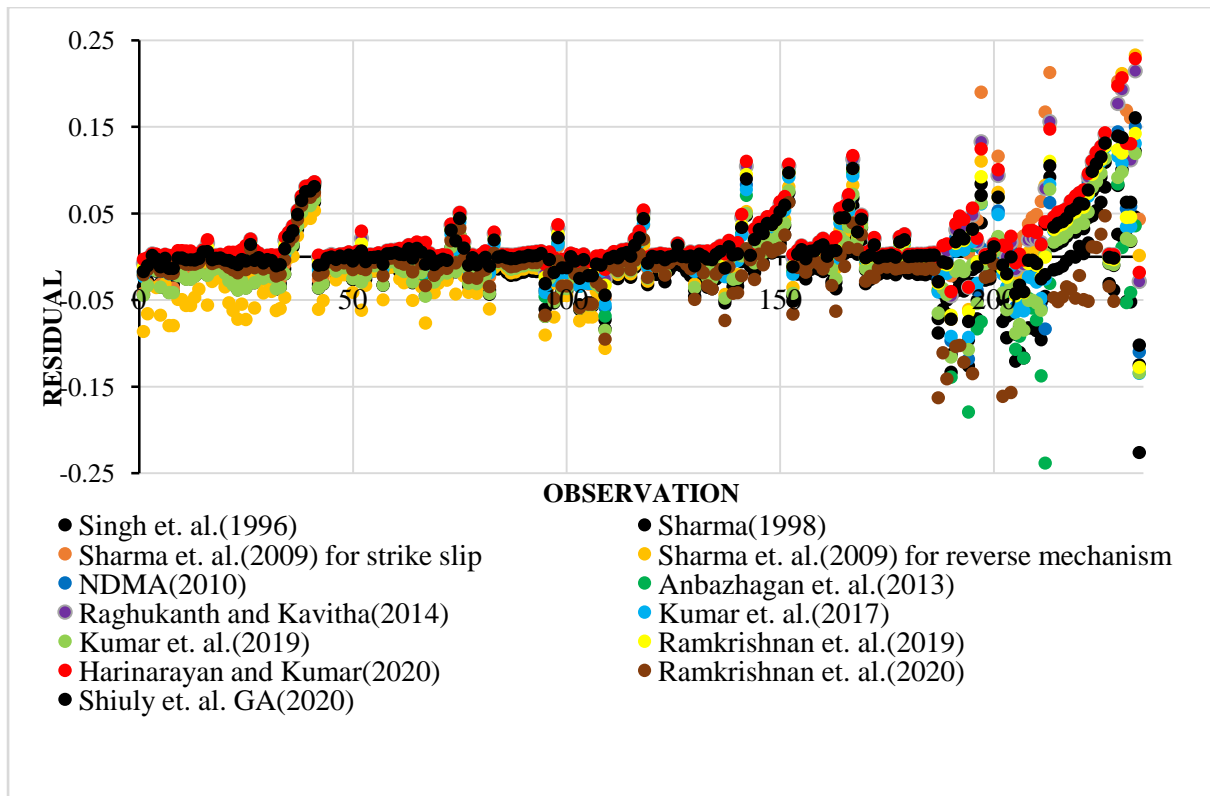 0.25
0.15
0.05
-0.05
-0.15
-0.25
0 50 100 150 200
RESIDUAL
OBSERVATION
Singh et. al.(1996)
Sharma(1998)
Sharma et. al.(2009) for strike slip
Sharma et. al.(2009) for reverse mechanism
NDMA(2010)
Anbazhagan et. al.(2013)
Raghukanth and Kavitha(2014)
Kumar et. al.(2017)
Kumar et. al.(2019)
Ramkrishnan et. al.(2019)
Harinarayan and Kumar(2020)
Ramkrishnan et. al.(2020)
Shiuly et. al. GA(2020)